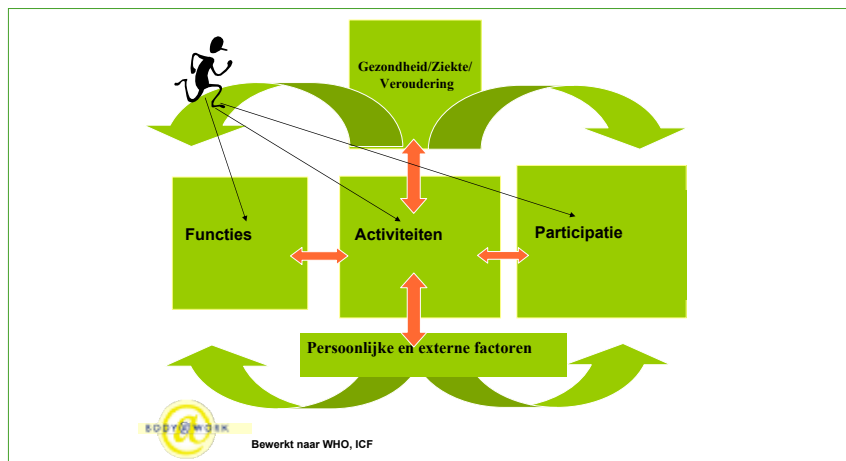 Gezondheid/Ziekte/
Veroudering
Functies
Activiteiten
Participatie
Persoonlijke en externe factoren
BODY@WORK
Bewerkt naar WHO, ICF